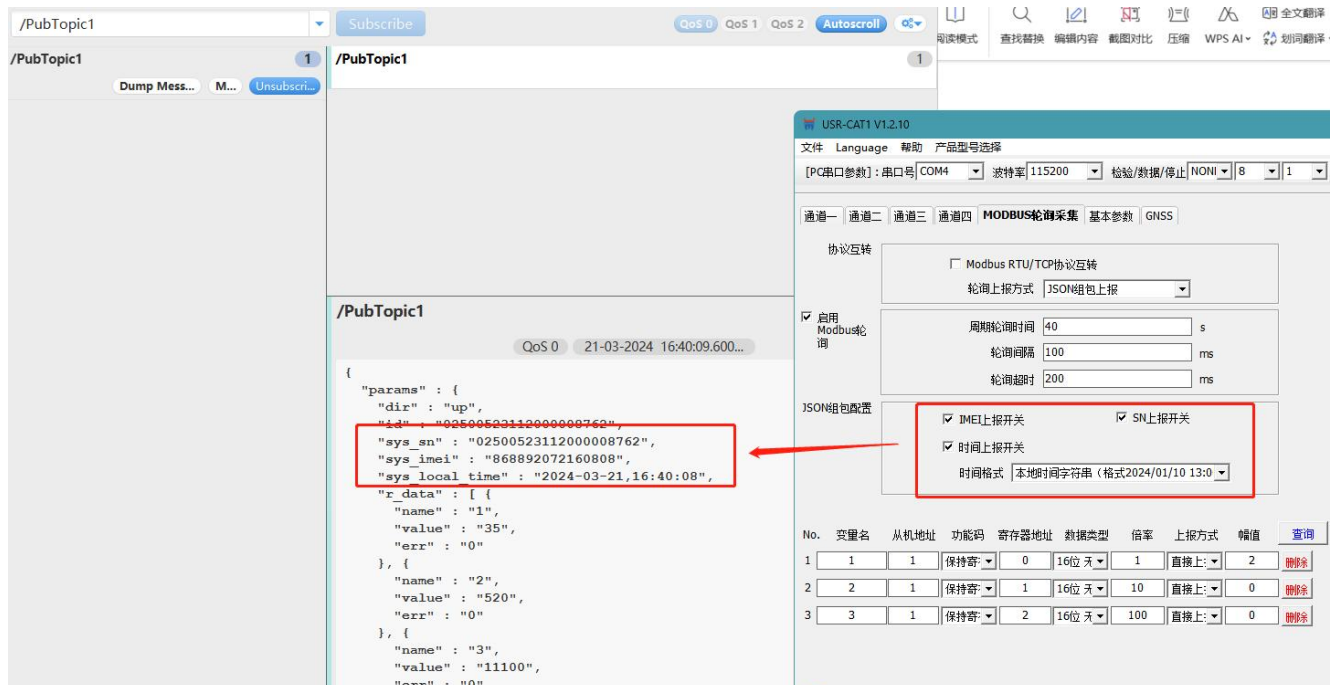 /PubTopic1
Subscribe
QoS 0 QoS 1 QoS 2 Autoscroll
/PubTopic1 1
Dump Mess... M... Unsubscri...
/PubTopic1 1
阅读模式 查找替换 编辑内容 截图对比 压缩 WPS AI 全文翻译
划词翻译
/PubTopic1
QoS 0 21-03-2024 16:40:09.600...
{
"params" : {
"dir" : "up",
"id" : "02500523112000008762",
"sys_sn" : "02500523112000008762",
"sys_imei" : "868892072160808",
"sys_local_time" : "2024-03-21,16:40:08",
"r_data" : [ {
"name" : "1",
"value" : "35",
"err" : "0"
}, {
"name" : "2",
"value" : "520",
"err" : "0"
}, {
"name" : "3",
"value" : "11100",
"err" : "0"
USR-CAT1 V1.2.10
文件 Language 帮助 产品型号选择
[PC串口参数]：串口号 COM4 波特率 115200 检验/数据/停止 NONI 8 1
通道一 通道二 通道三 通道四 MODBUS轮询采集 基本参数 GNSS
协议互转
Modbus RTU/TCP协议互转
轮询上报方式 JSON组包上报
启用
Modbus轮
询
周期轮询时间 40 s
轮询间隔 100 ms
轮询超时 200 ms
JSON组包配置
IMEI上报开关 SN上报开关
时间上报开关
时间格式 本地时间字符串（格式2024/01/10 13:0
No. 变量名 从机地址 功能码 寄存器地址 数据类型 倍率 上报方式 幅值 查询
1 1 1 保持寄 0 16位 无 1 直接上 2 删除
2 2 1 保持寄 1 16位 无 10 直接上 0 删除
3 3 1 保持寄 2 16位 无 100 直接上 0 删除